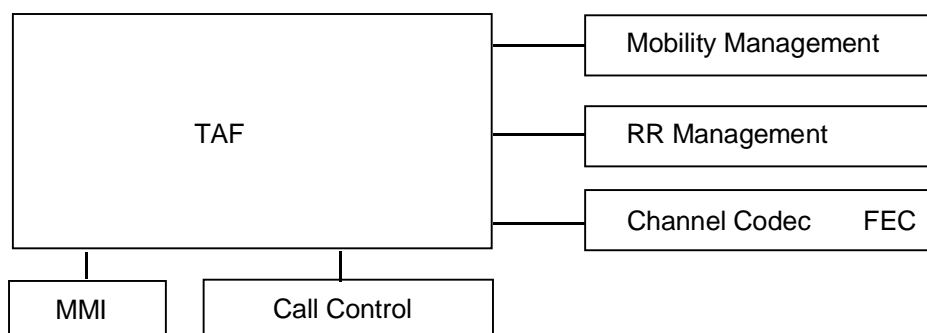 Mobility Management
TAF
RR Management
Channel Codec FEC
MMI
Call Control